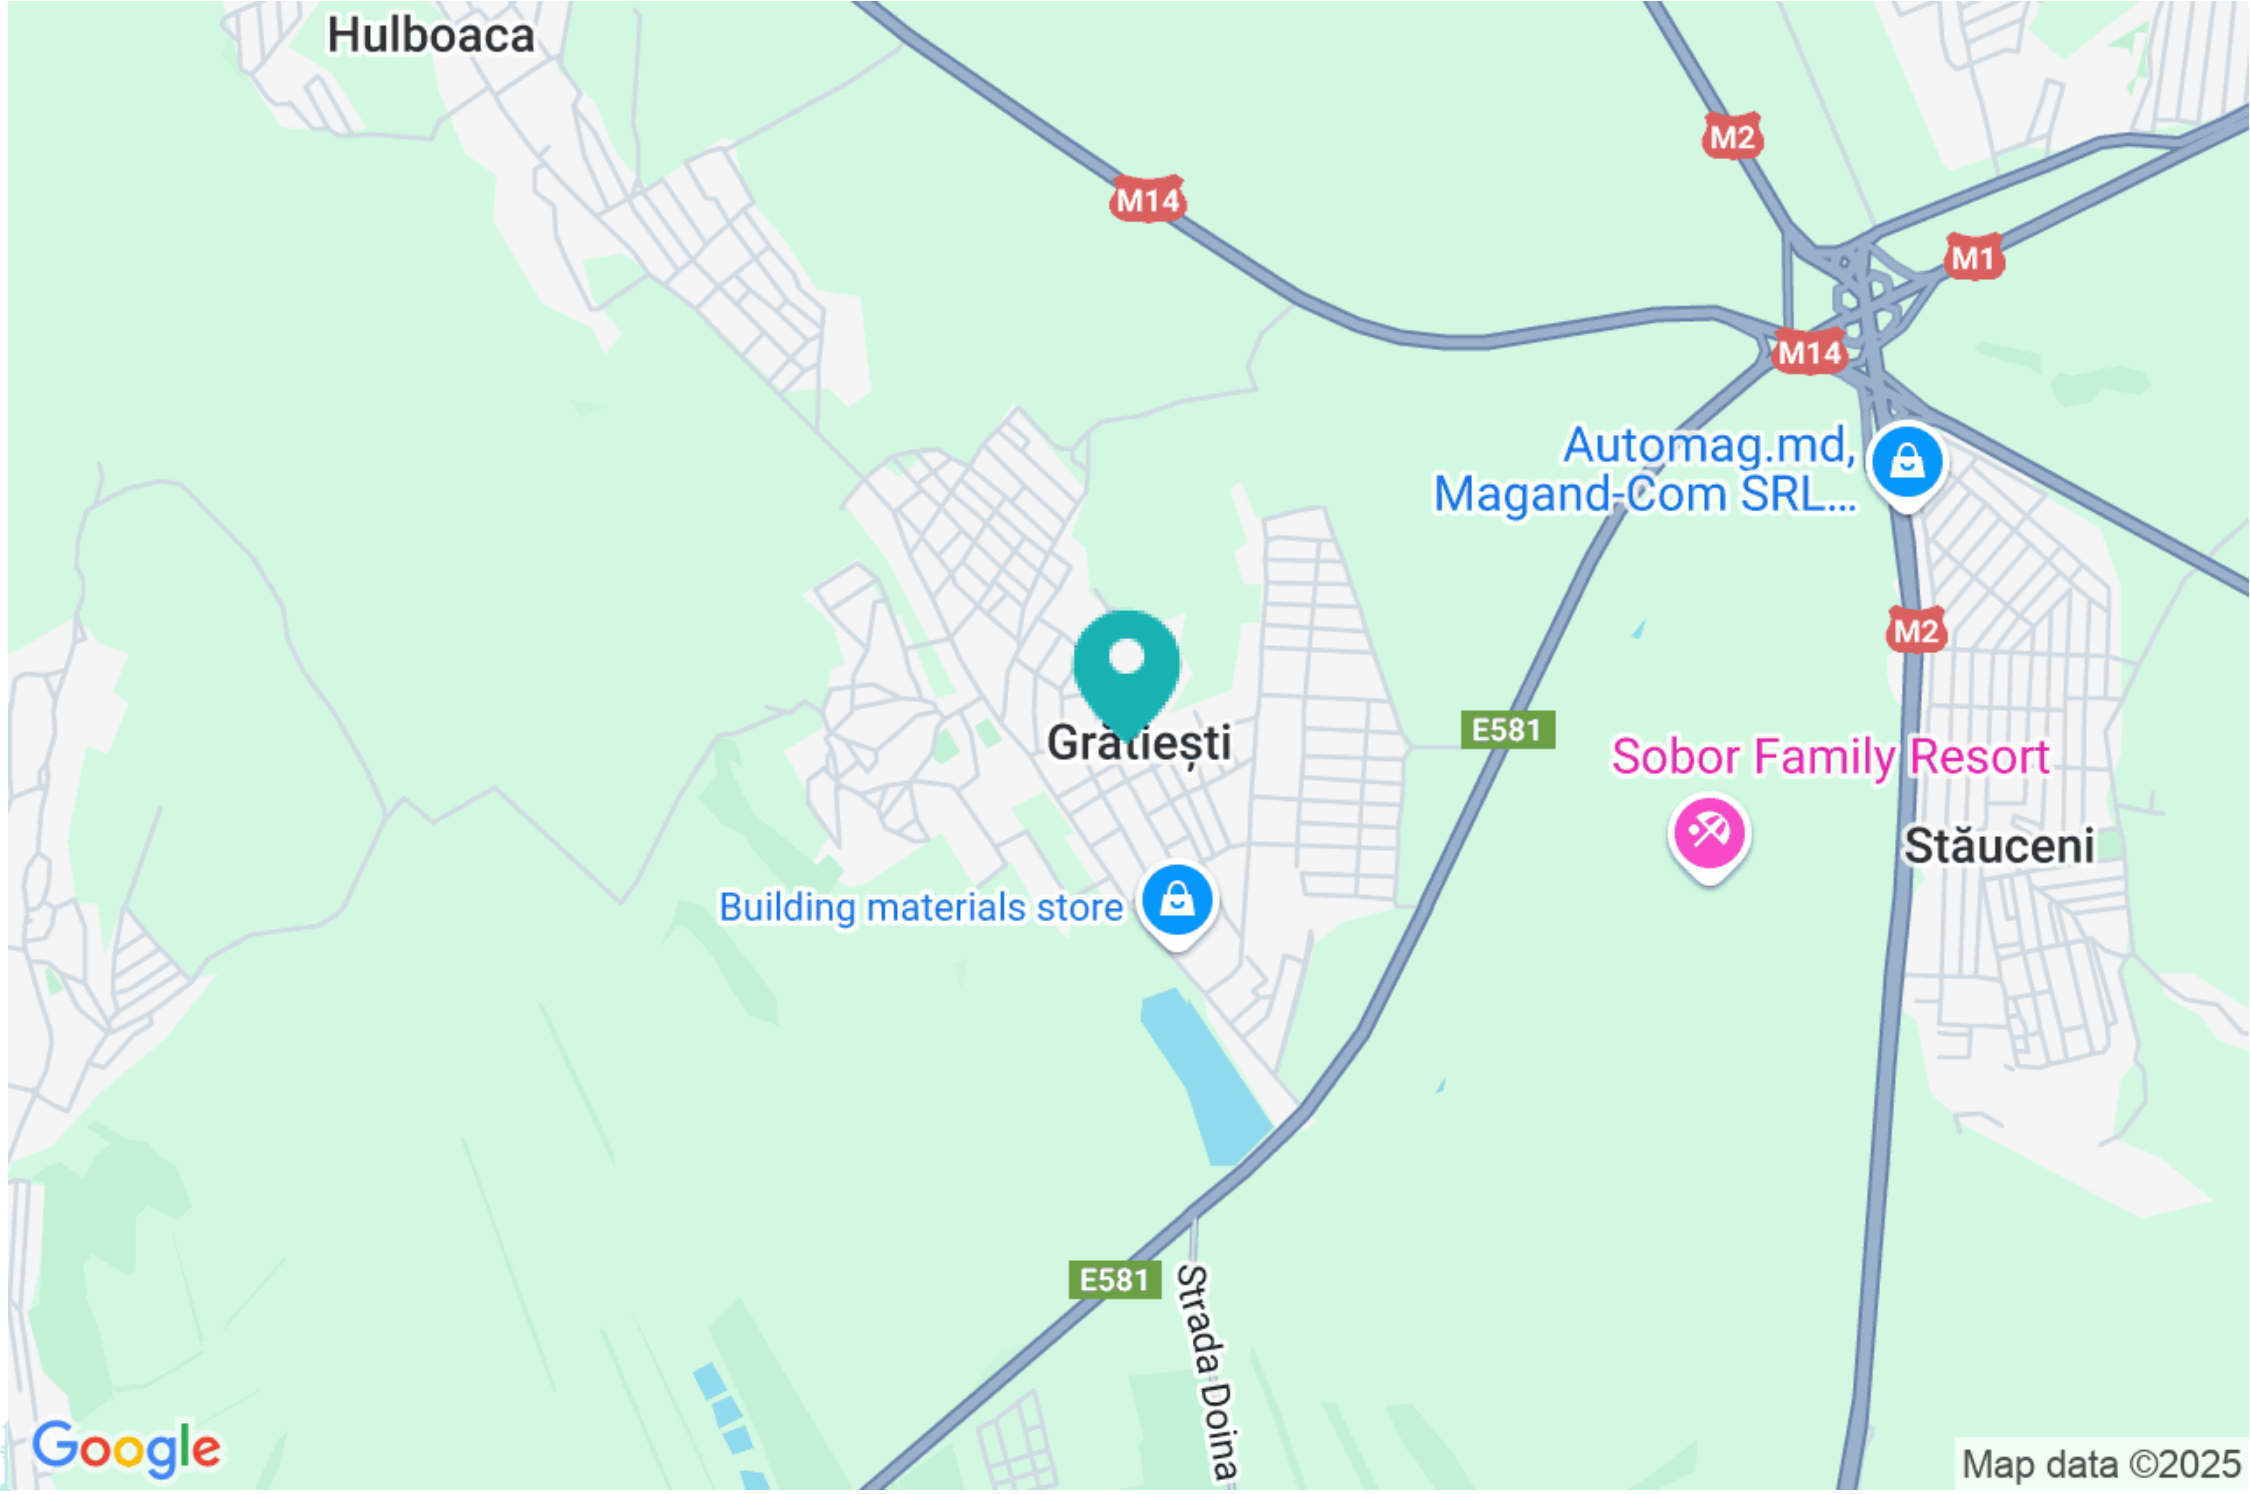 Hulboaca
M2
M14
M1
M14
Automag.md,
Magand-Com SRL...
M2
E581
Grătiești
Sobor Family Resort
Stăuceni
Building materials store
E581
Strada Doina
Google
Map data ©2025